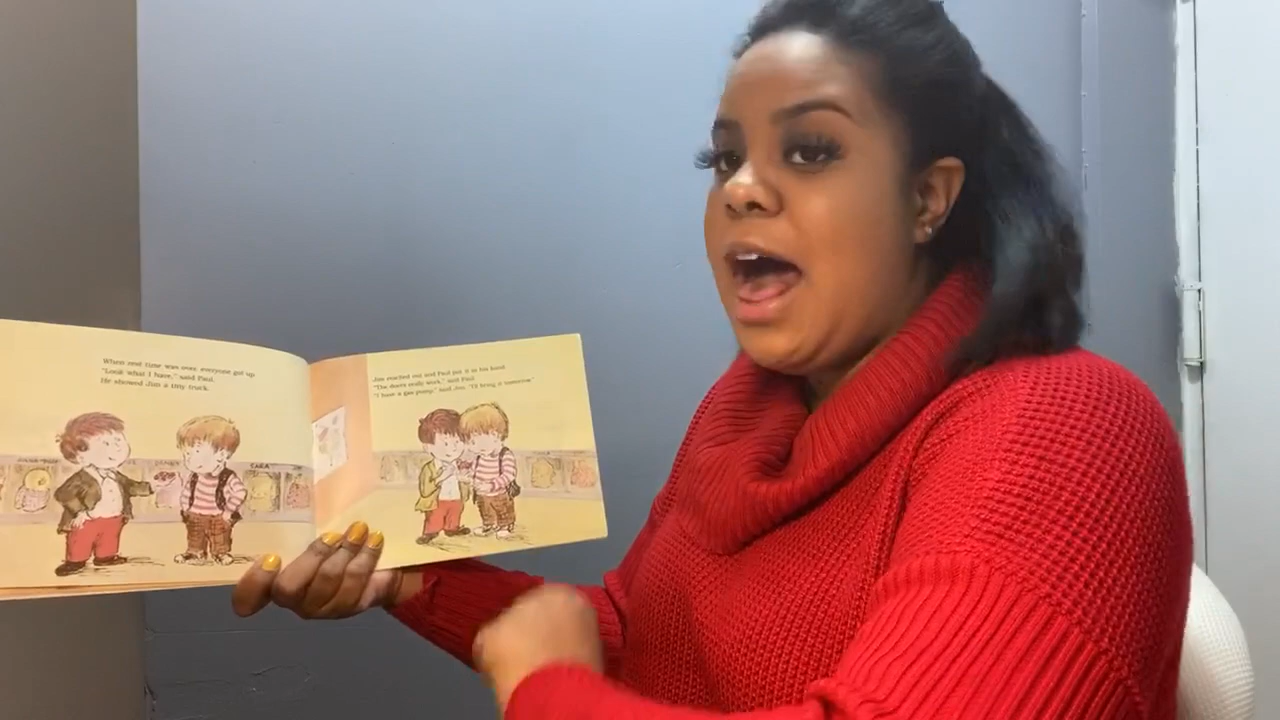 When rest time was over, everyone got up.
"Look what I have," said Paul.
He showed Jim a tiny truck.
Jim reached out and Paul put it in his hand.
"The doors really work," said Paul.
"I have a gas pump," said Jim. "I'll bring it tomorrow."
CARA